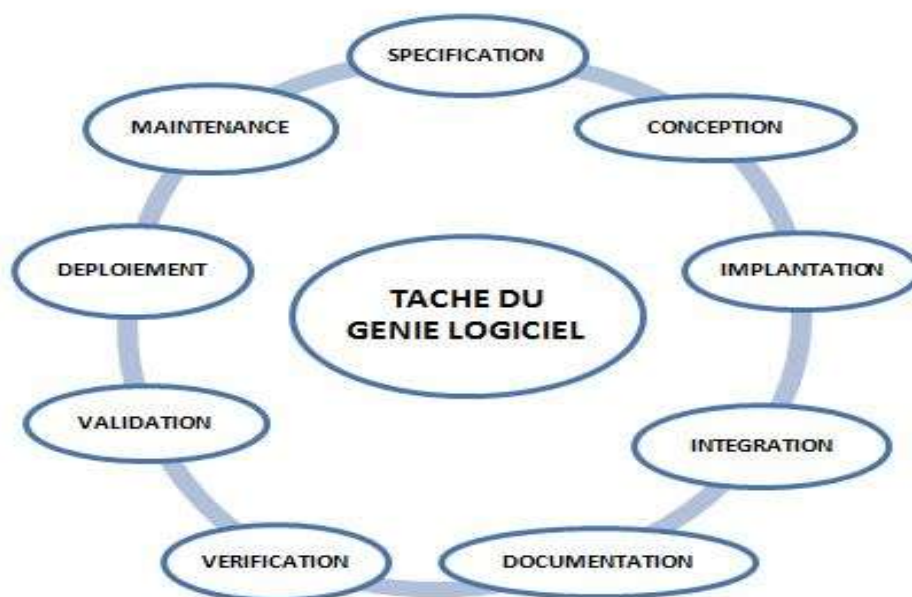 SPECIFICATION
MAINTENANCE
CONCEPTION
DEPLOIEMENT
IMPLANTATION
TACHE DU
GENIE LOGICIEL
VALIDATION
INTEGRATION
VERIFICATION
DOCUMENTATION